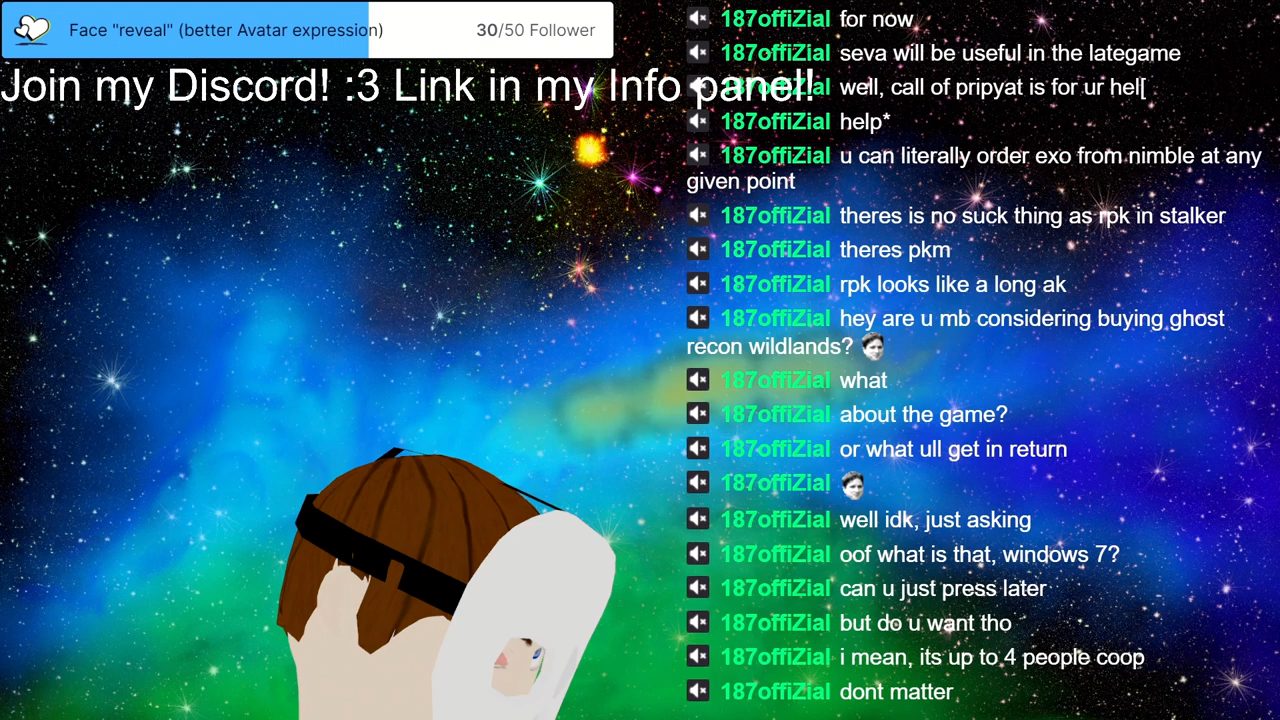 Face "reveal" (better Avatar expression) 30/50 Follower
Join my Discord! :3 Link in my Info panel!
187offiZial for now
187offiZial seva will be useful in the lategame
187offiZial well, call of pripyat is for ur hel[
187offiZial help*
187offiZial u can literally order exo from nimble at any
given point
187offiZial theres is no suck thing as rpk in stalker
187offiZial theres pkm
187offiZial rpk looks like a long ak
187offiZial hey are u mb considering buying ghost
recon wildlands?
187offiZial what
187offiZial about the game?
187offiZial or what ull get in return
187offiZial
187offiZial well idk, just asking
187offiZial oof what is that, windows 7?
187offiZial can u just press later
187offiZial but do u want tho
187offiZial i mean, its up to 4 people coop
187offiZial dont matter